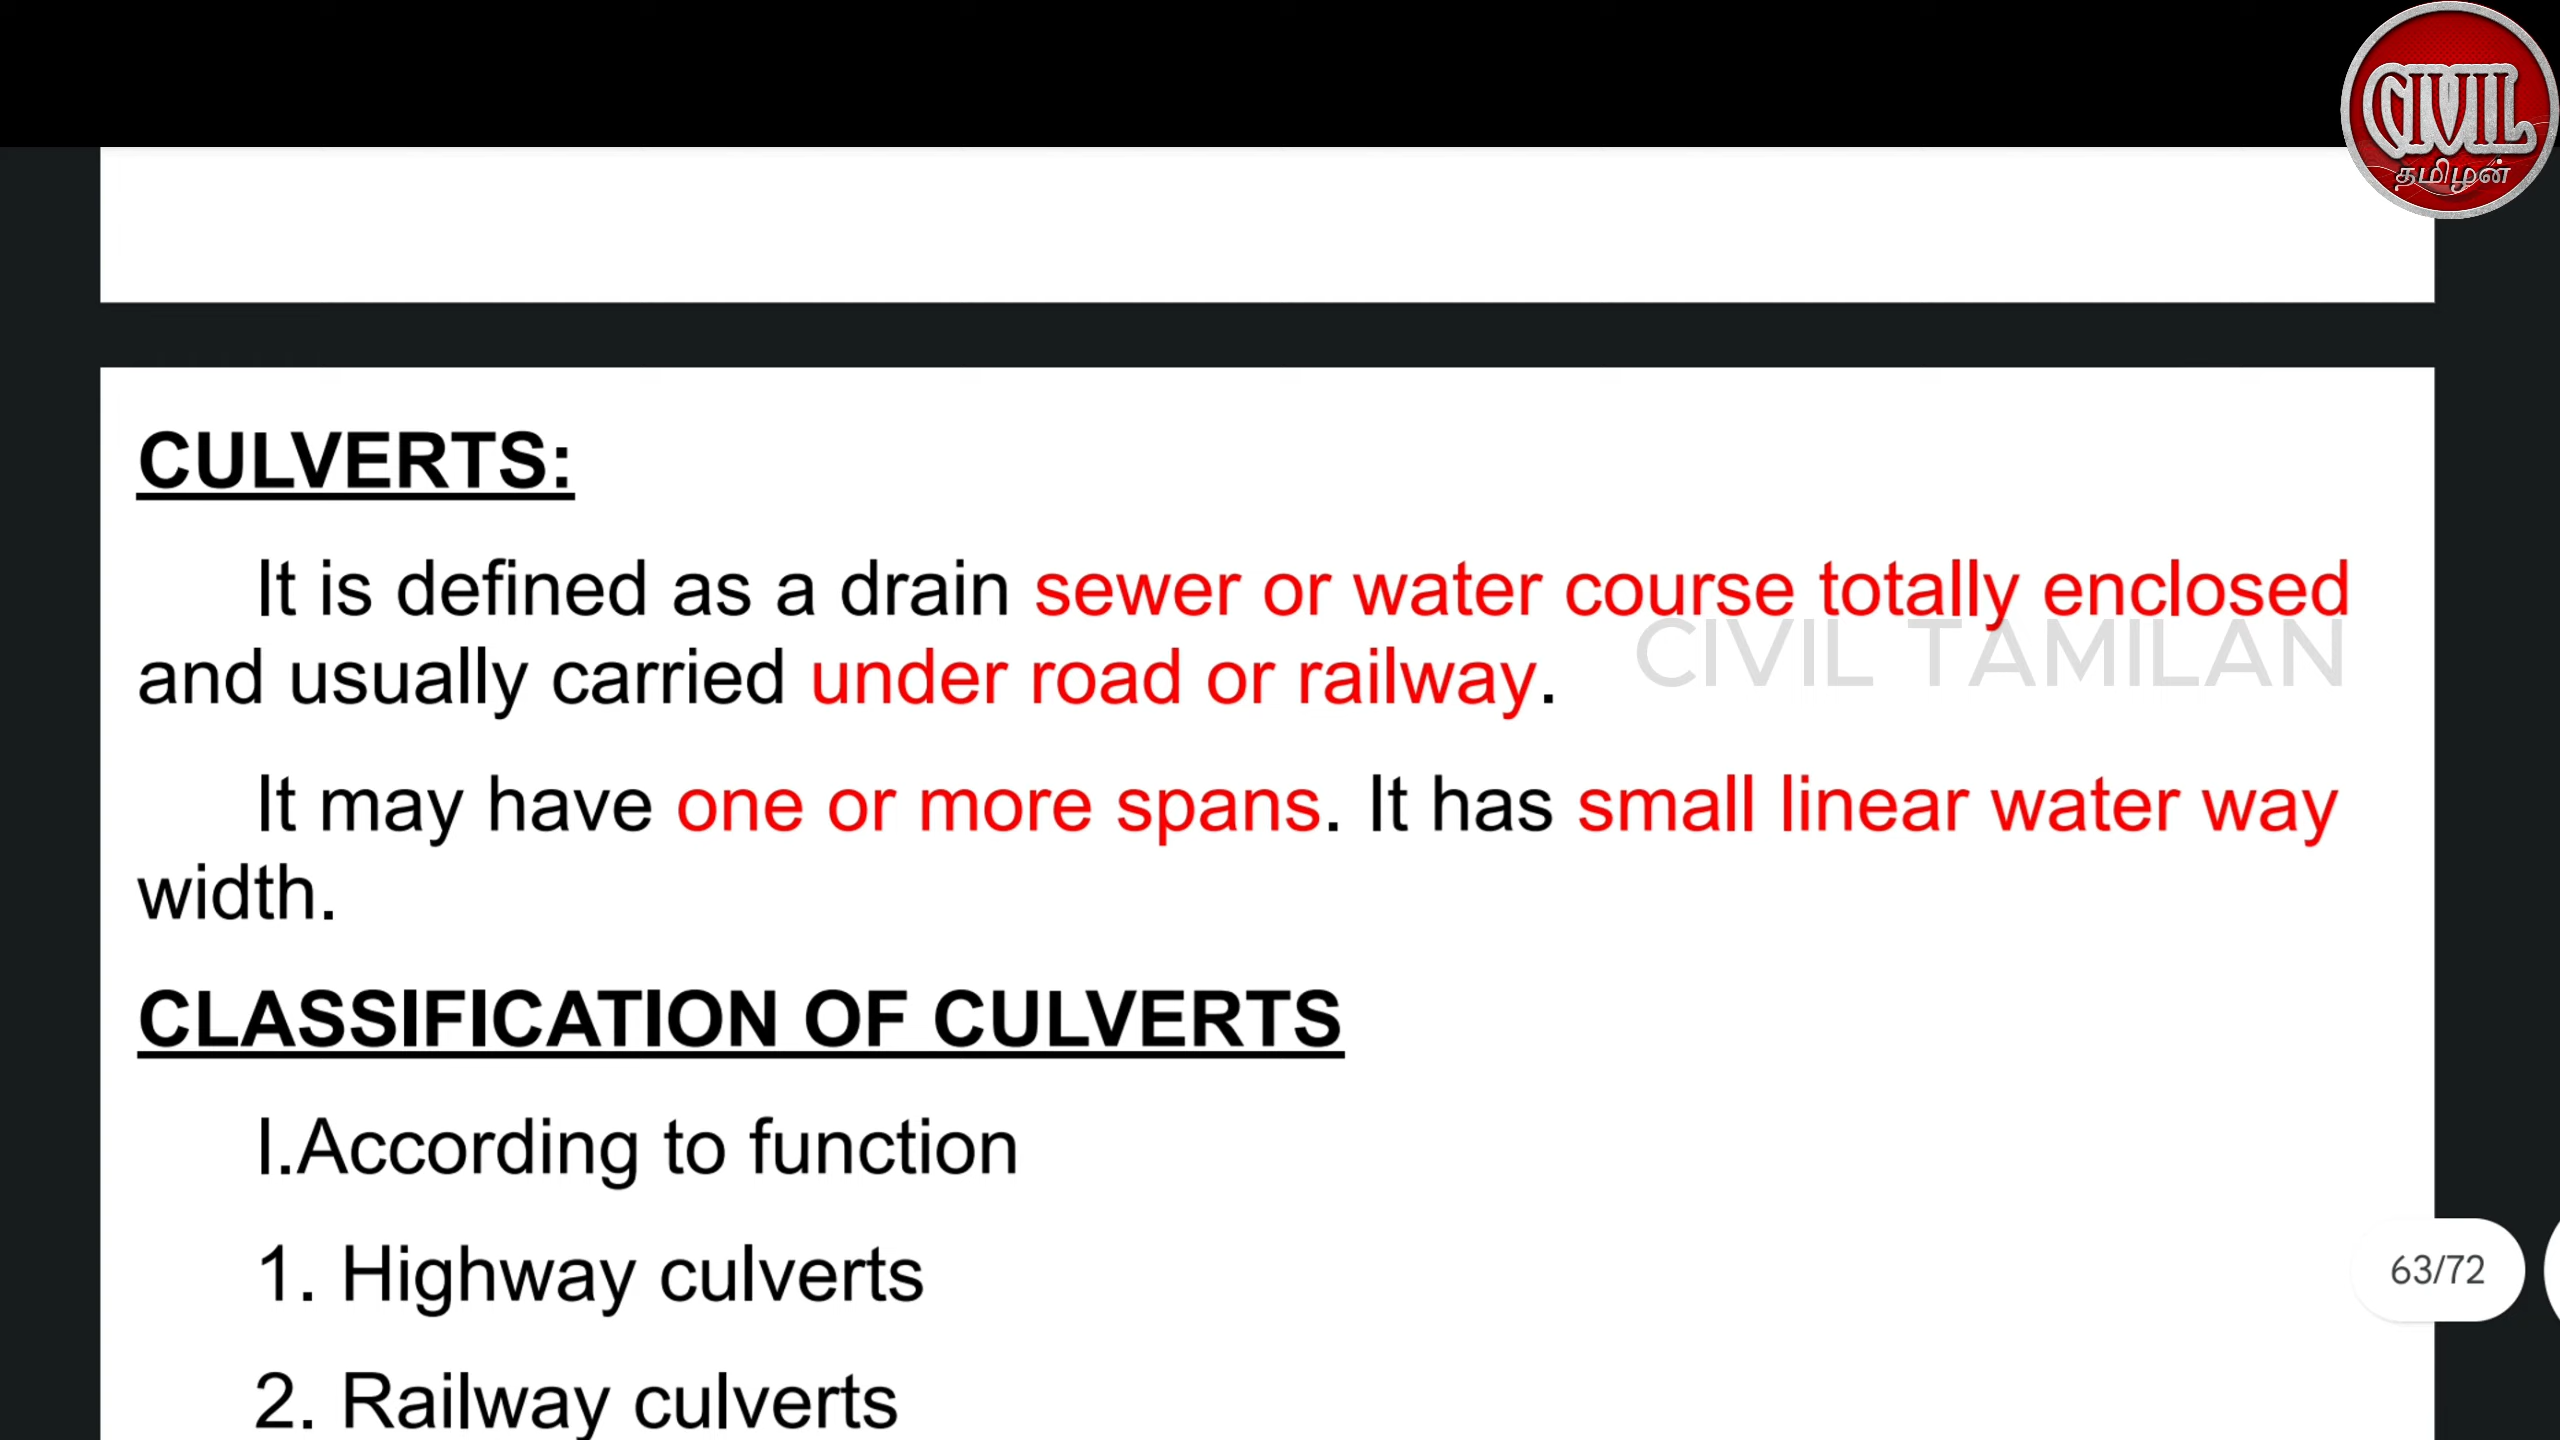 CIVIL
தமிழன்
CULVERTS:
It is defined as a drain sewer or water course totally enclosed
CIVIL TAMILAN
and usually carried under road or railway.
It may have one or more spans. It has small linear water way
width.
CLASSIFICATION OF CULVERTS
I.According to function
1. Highway culverts
63/72
2. Railway culverts